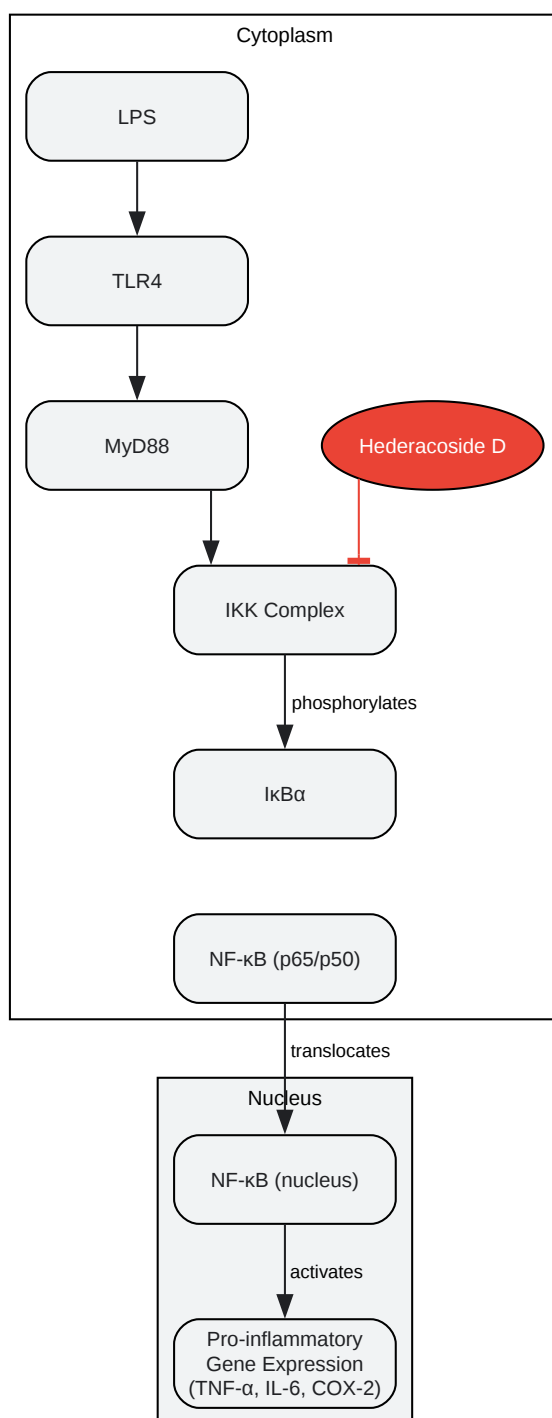 Cytoplasm
LPS
TLR4
MyD88
Hederacoside D
IKK Complex
phosphorylates
IκBα
NF-κB (p65/p50)
translocates
Nucleus
NF-κB (nucleus)
activates
Pro-inflammatory
Gene Expression
(TNF-α, IL-6, COX-2)